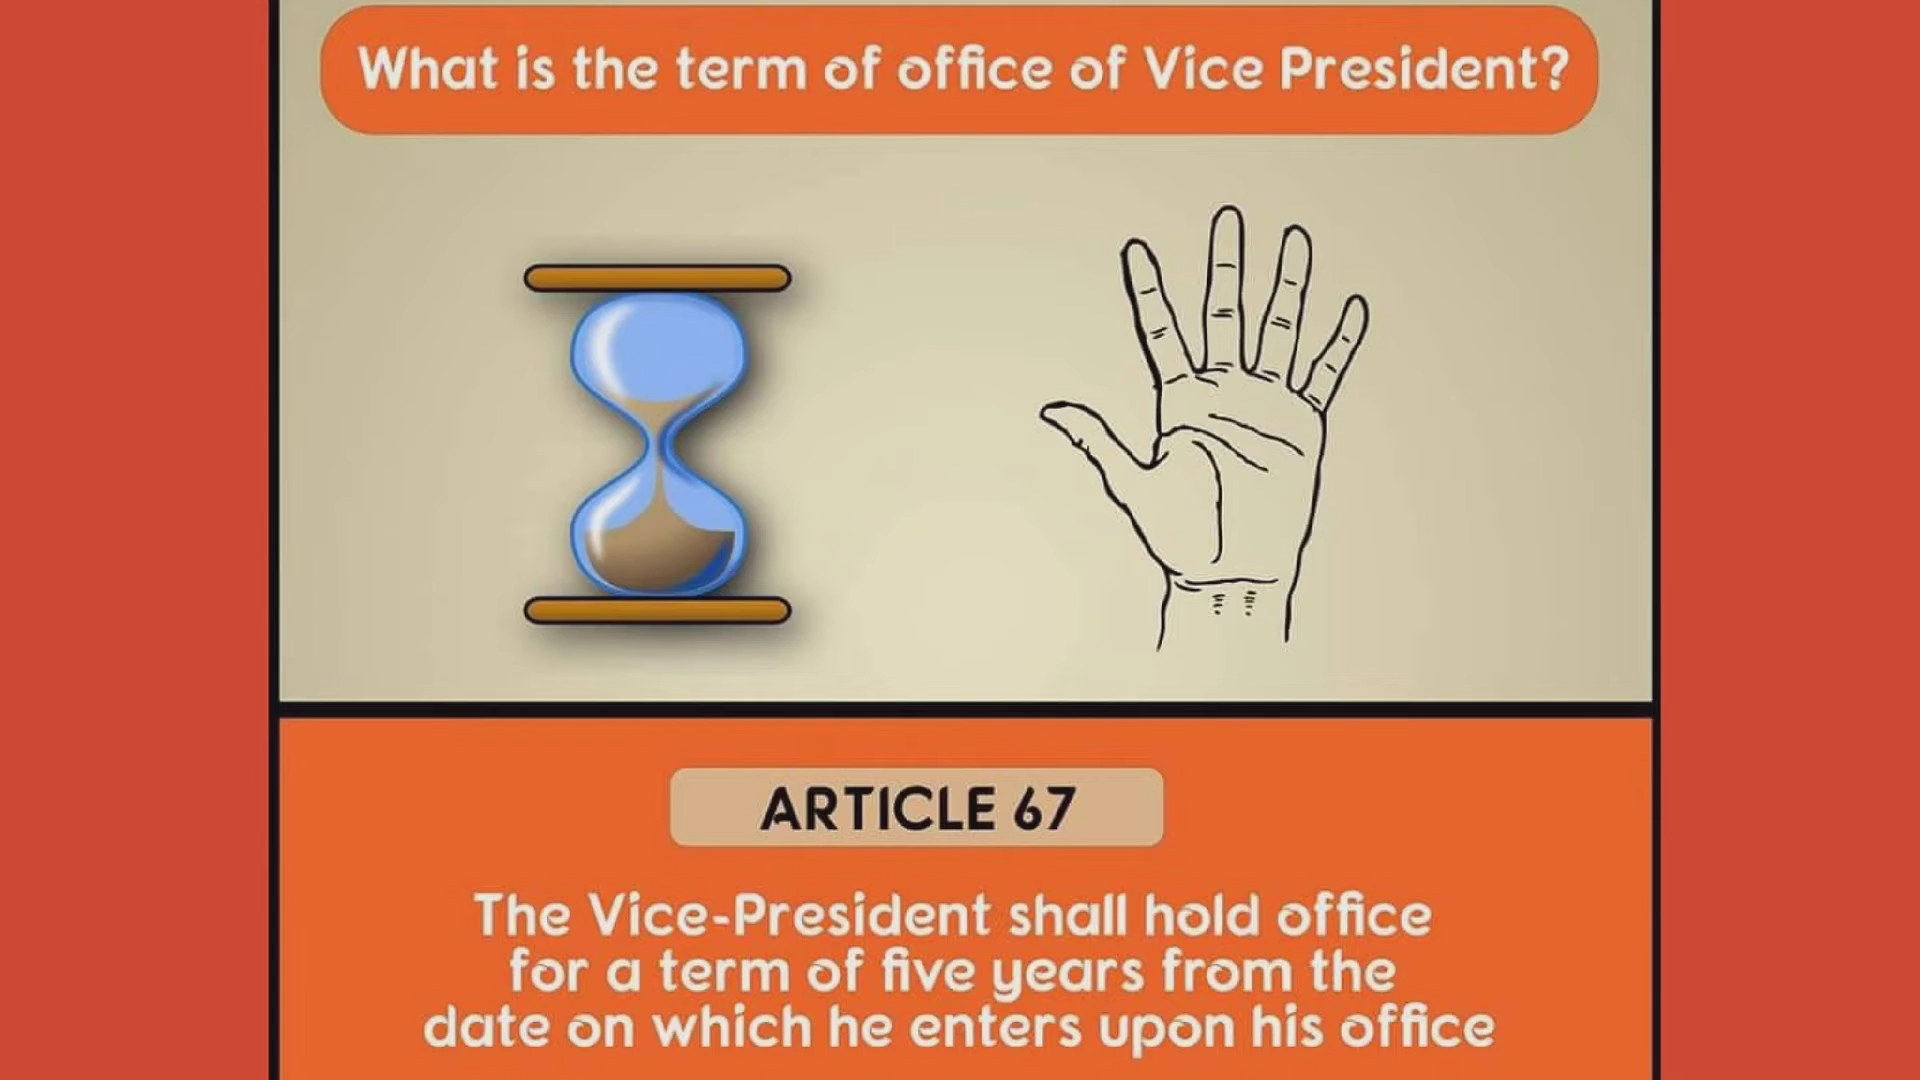 What is the term of office of Vice President?
ARTICLE 67
The Vice-President shall hold office
for a term of five years from the
date on which he enters upon his office